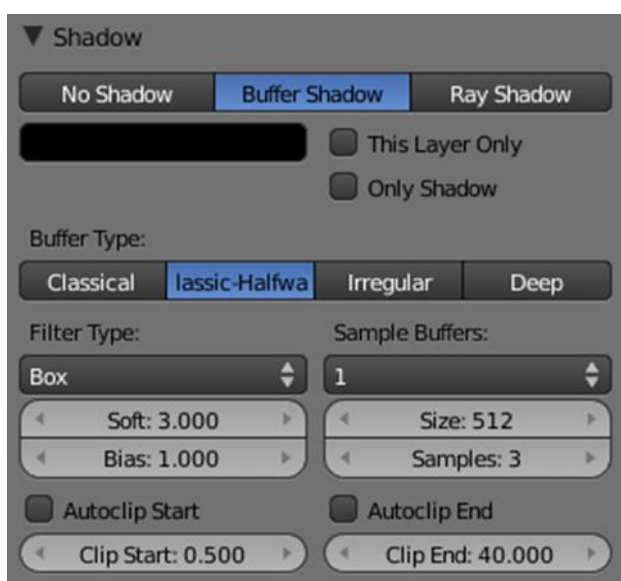 Shadow
No Shadow Buffer Shadow Ray Shadow
This Layer Only
Only Shadow
Buffer Type:
Classical lassic-Halfwa Irregular Deep
Filter Type: Sample Buffers:
Box 1
Soft: 3.000 Size: 512
Bias: 1.000 Samples: 3
Autoclip Start Autoclip End
Clip Start: 0.500 Clip End: 40.000